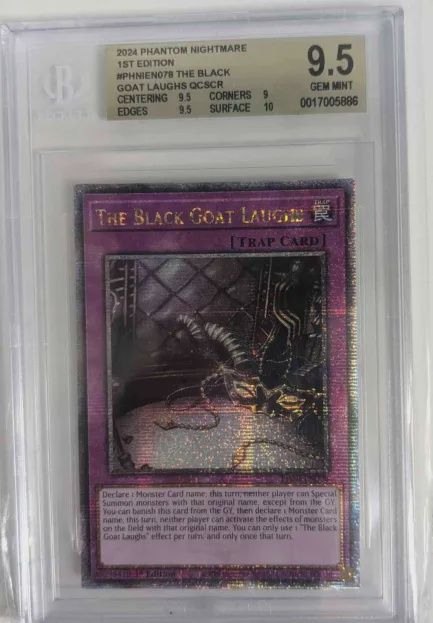 2024 PHANTOM NIGHTMARE
1ST EDITION
#PHNIEN078 THE BLACK
GOAT LAUGHS QCSCR
CENTERING 9.5 CORNERS 9
EDGES 9.5 SURFACE 10
9.5
GEM MINT
0017005886
B
BECKETT
THE BLACK GOAT LAUGHS
TRAP
罠
[TRAP CARD]
Declare 1 Monster Card name; this turn, neither player can Special
Summon monsters with that original name, except from the GY.
You can banish this card from the GY, then declare 1 Monster Card
name; this turn, neither player can activate the effects of monsters
on the field with that original name. You can only use 1 "The Black
Goat Laughs" effect per turn, and only once that turn.
1st Edition